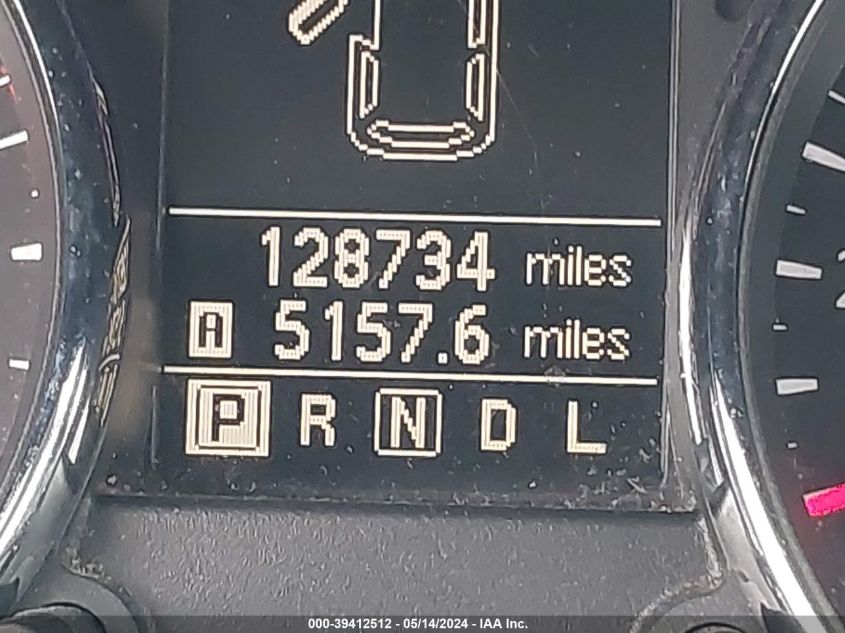 128734 miles
A 5157.6 miles
P R N D L
000-39412512 - 05/14/2024 - IAA Inc.